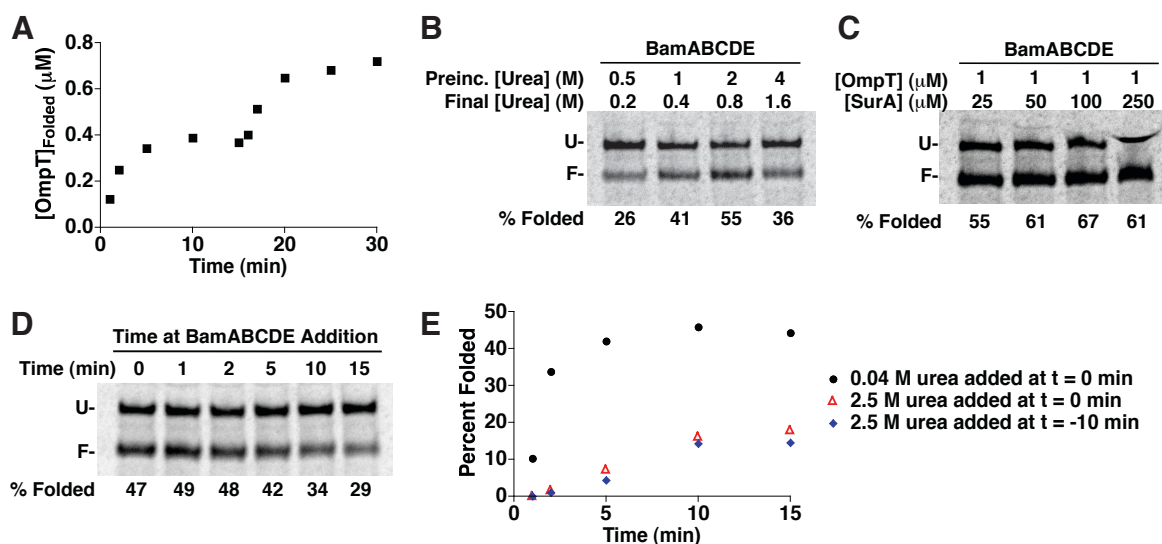 A
[OmpT]Folded (μM)
0.8
0.6
0.4
0.2
0.0
0 10 20 30
Time (min)
B
BamABCDE
Preinc. [Urea] (M) 0.5 1 2 4
Final [Urea] (M) 0.2 0.4 0.8 1.6
U-
F-
% Folded 26 41 55 36
C
BamABCDE
[OmpT] (μM) 1 1 1 1
[SurA] (μM) 25 50 100 250
U-
F-
% Folded 55 61 67 61
D
Time at BamABCDE Addition
Time (min) 0 1 2 5 10 15
U-
F-
% Folded 47 49 48 42 34 29
E
Percent Folded
50
40
30
20
10
0
0 5 10 15
Time (min)
0.04 M urea added at t = 0 min
2.5 M urea added at t = 0 min
2.5 M urea added at t = -10 min